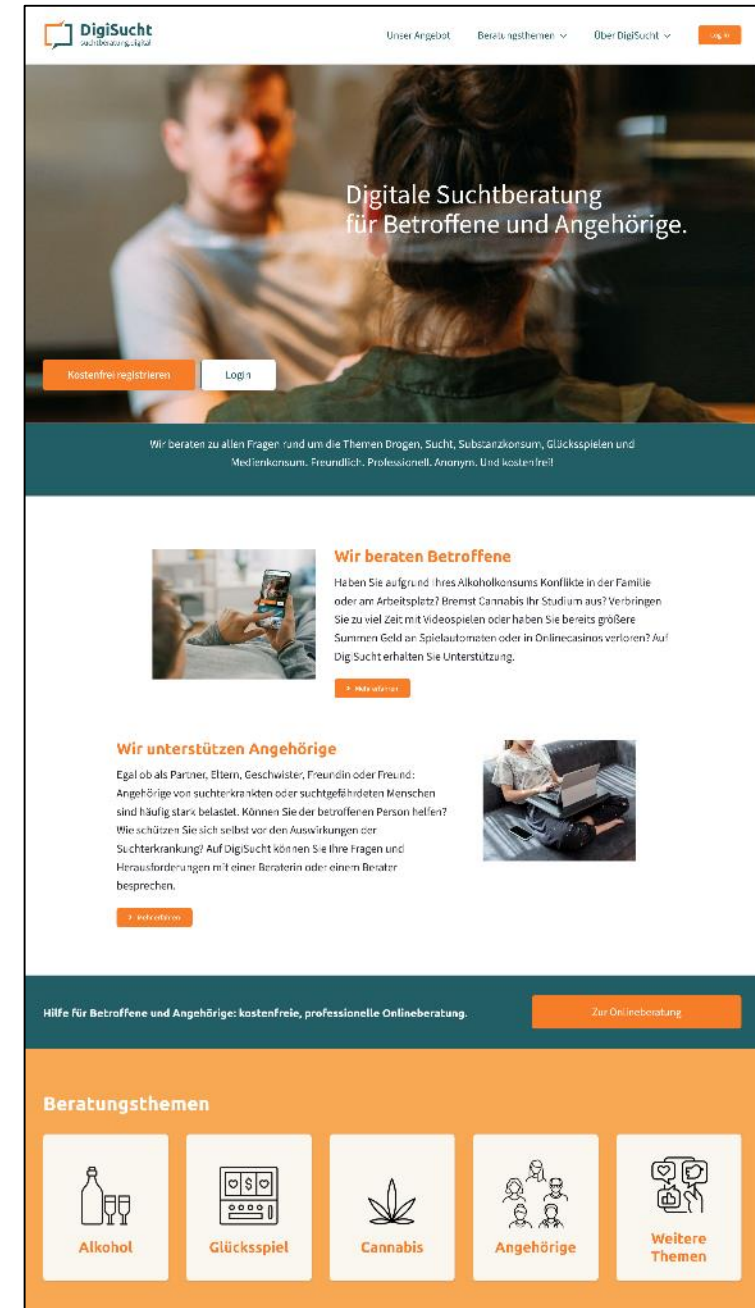 DigiSucht
suchtberatung.digital
Unser Angebot
Beratungsthemen
Über DigiSucht
Login
Digitale Suchtberatung
für Betroffene und Angehörige.
Kostenfrei registrieren
Login
Wir beraten zu allen Fragen rund um die Themen Drogen, Sucht, Substanzkonsum, Glücksspielen und
Medienkonsum. Freundlich. Professionell. Anonym. Und kostenfrei!
Wir beraten Betroffene
Haben Sie aufgrund Ihres Alkoholkonsums Konflikte in der Familie
oder am Arbeitsplatz? Bremst Cannabis Ihr Studium aus? Verbringen
Sie zu viel Zeit mit Videospielen oder haben Sie bereits größere
Summen Geld an Spielautomaten oder in Onlinecasinos verloren? Auf
DigiSucht erhalten Sie Unterstützung.
> Mehr erfahren
Wir unterstützen Angehörige
Egal ob als Partner, Eltern, Geschwister, Freundin oder Freund:
Angehörige von suchterkrankten oder suchtgefährdeten Menschen
sind häufig stark belastet. Können Sie der betroffenen Person helfen?
Wie schützen Sie sich selbst vor den Auswirkungen der
Suchterkrankung? Auf DigiSucht können Sie Ihre Fragen und
Herausforderungen mit einer Beraterin oder einem Berater
besprechen.
> Mehr erfahren
Hilfe für Betroffene und Angehörige: kostenfreie, professionelle Onlineberatung.
Zur Onlineberatung
Beratungsthemen
Alkohol
Glücksspiel
Cannabis
Angehörige
Weitere
Themen